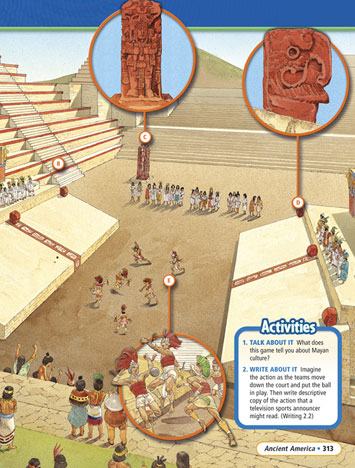 C
B
D
E
Activities
1. TALK ABOUT IT What does
this game tell you about Mayan
culture?
2. WRITE ABOUT IT Imagine
the action as the teams move
down the court and put the ball
in play. Then write descriptive
copy of the action that a
television sports announcer
might read. (Writing 2.2)
Ancient America • 313